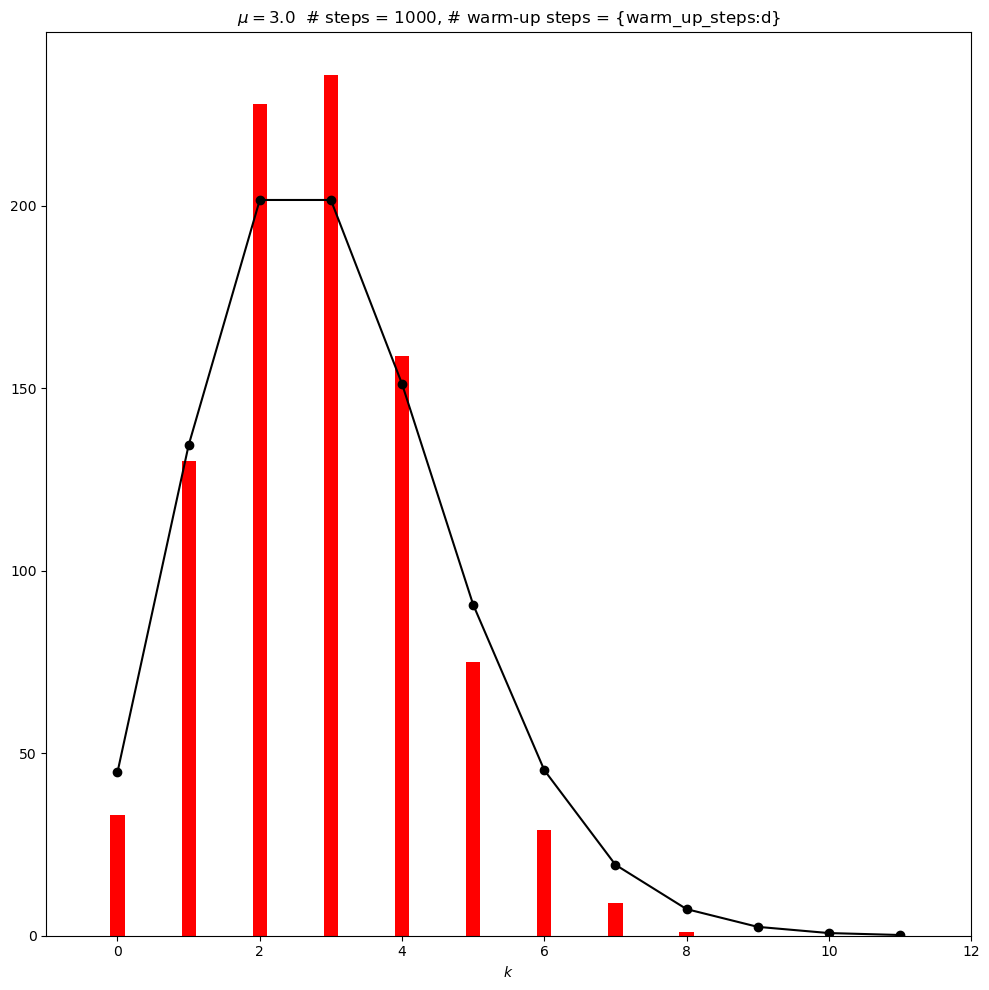 μ = 3.0 # steps = 1000, # warm-up steps = {warm_up_steps:d}
200
150
100
50
0
0 2 4 6 8 10 12
k